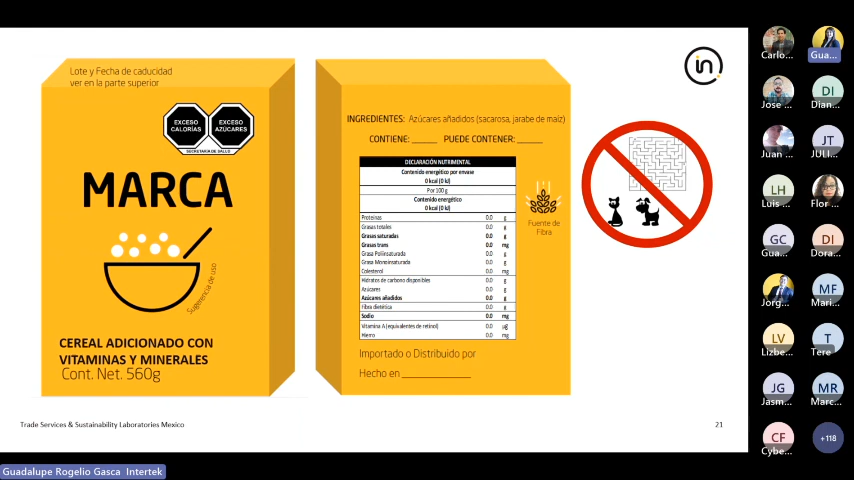 Lote y Fecha de caducidad
ver en la parte superior
EXCESO
CALORÍAS
EXCESO
AZÚCARES
SECRETARÍA DE SALUD
MARCA
Sugerencia de uso
CEREAL ADICIONADO CON
VITAMINAS Y MINERALES
Cont. Net. 560g
INGREDIENTES: Azúcares añadidos (sacarosa, jarabe de maiz)
CONTIENE: ______ PUEDE CONTENER: ______
DECLARACIÓN NUTRIMENTAL
Contenido energético por envase
0 kcal (0 kJ)
Por 100 g
Contenido energético
0 kcal (0 kJ)
Proteínas 0.0 g
Grasas totales 0.0 g
Grasas saturadas 0.0 g
Grasas trans 0.0 mg
Grasa Poliinsaturada 0.0 g
Grasa Monoinsaturada 0.0 g
Colesterol 0.0 mg
Hidratos de carbono disponibles 0.0 g
Azúcares 0.0 g
Azúcares añadidos 0.0 g
Fibra dietética 0.0 g
Sodio 0.0 mg
Vitamina A (equivalentes de retinol) 0.0 µg
Hierro 0.0 mg
Fuente de
Fibra
Importado o Distribuido por
Hecho en ____________
in
Trade Services & Sustainability Laboratories Mexico
21
Guadalupe Rogelio Gasca Intertek
Carlo...
Gua...
Jose ...
DI
Dian...
Juan ...
JT
JULI...
LH
Luis ...
Flor ...
GC
Gua...
DI
Dora...
Jorg...
MF
Mari...
LV
Lizbe...
T
Tere
JG
Jasm...
MR
Marc...
CF
Cybe...
+118